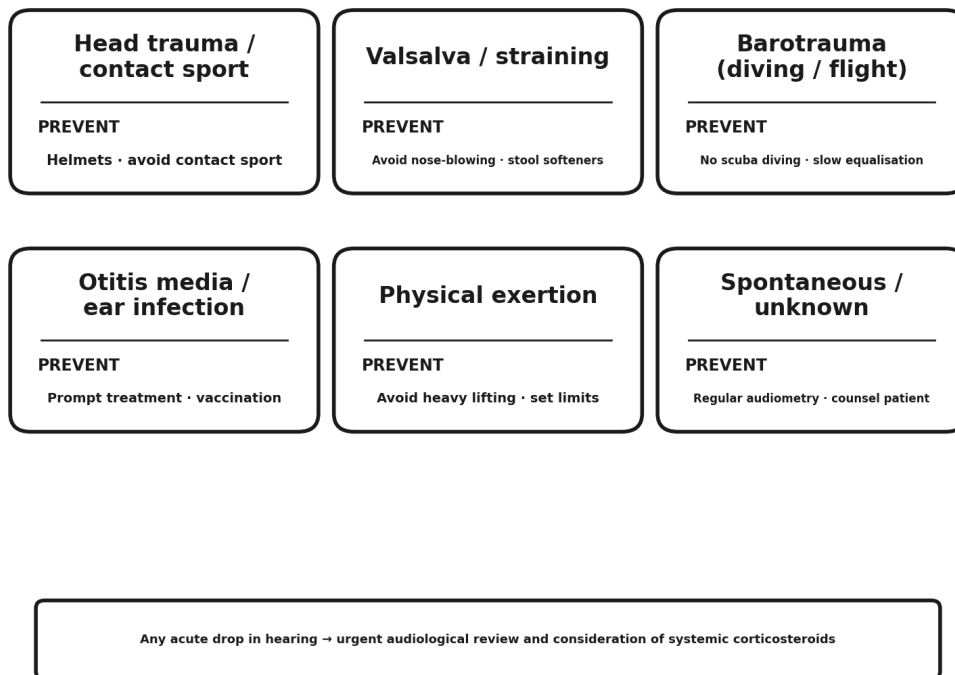 Head trauma /
contact sport
PREVENT
Helmets · avoid contact sport
Valsalva / straining
PREVENT
Avoid nose-blowing · stool softeners
Barotrauma
(diving / flight)
PREVENT
No scuba diving · slow equalisation
Otitis media /
ear infection
PREVENT
Prompt treatment · vaccination
Physical exertion
PREVENT
Avoid heavy lifting · set limits
Spontaneous /
unknown
PREVENT
Regular audiometry · counsel patient
Any acute drop in hearing → urgent audiological review and consideration of systemic corticosteroids